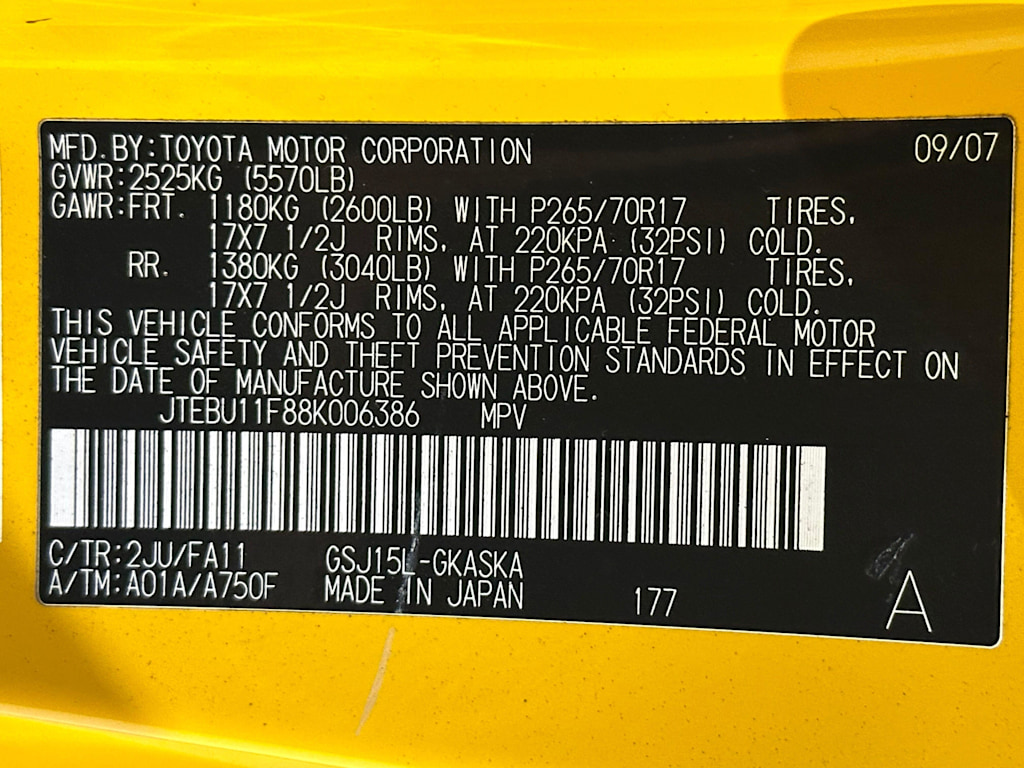 MFD.BY:TOYOTA MOTOR CORPORATION 09/07
GVWR:2525KG (5570LB)
GAWR:FRT. 1180KG (2600LB) WITH P265/70R17 TIRES,
17X7 1/2J RIMS, AT 220KPA (32PSI) COLD.
RR. 1380KG (3040LB) WITH P265/70R17 TIRES,
17X7 1/2J RIMS, AT 220KPA (32PSI) COLD.
THIS VEHICLE CONFORMS TO ALL APPLICABLE FEDERAL MOTOR
VEHICLE SAFETY AND THEFT PREVENTION STANDARDS IN EFFECT ON
THE DATE OF MANUFACTURE SHOWN ABOVE.
JTEBU11F88K006386 MPV
C/TR:2JU/FA11 GSJ15L-GKASKA
A/TM:A01A/A750F MADE IN JAPAN 177 A